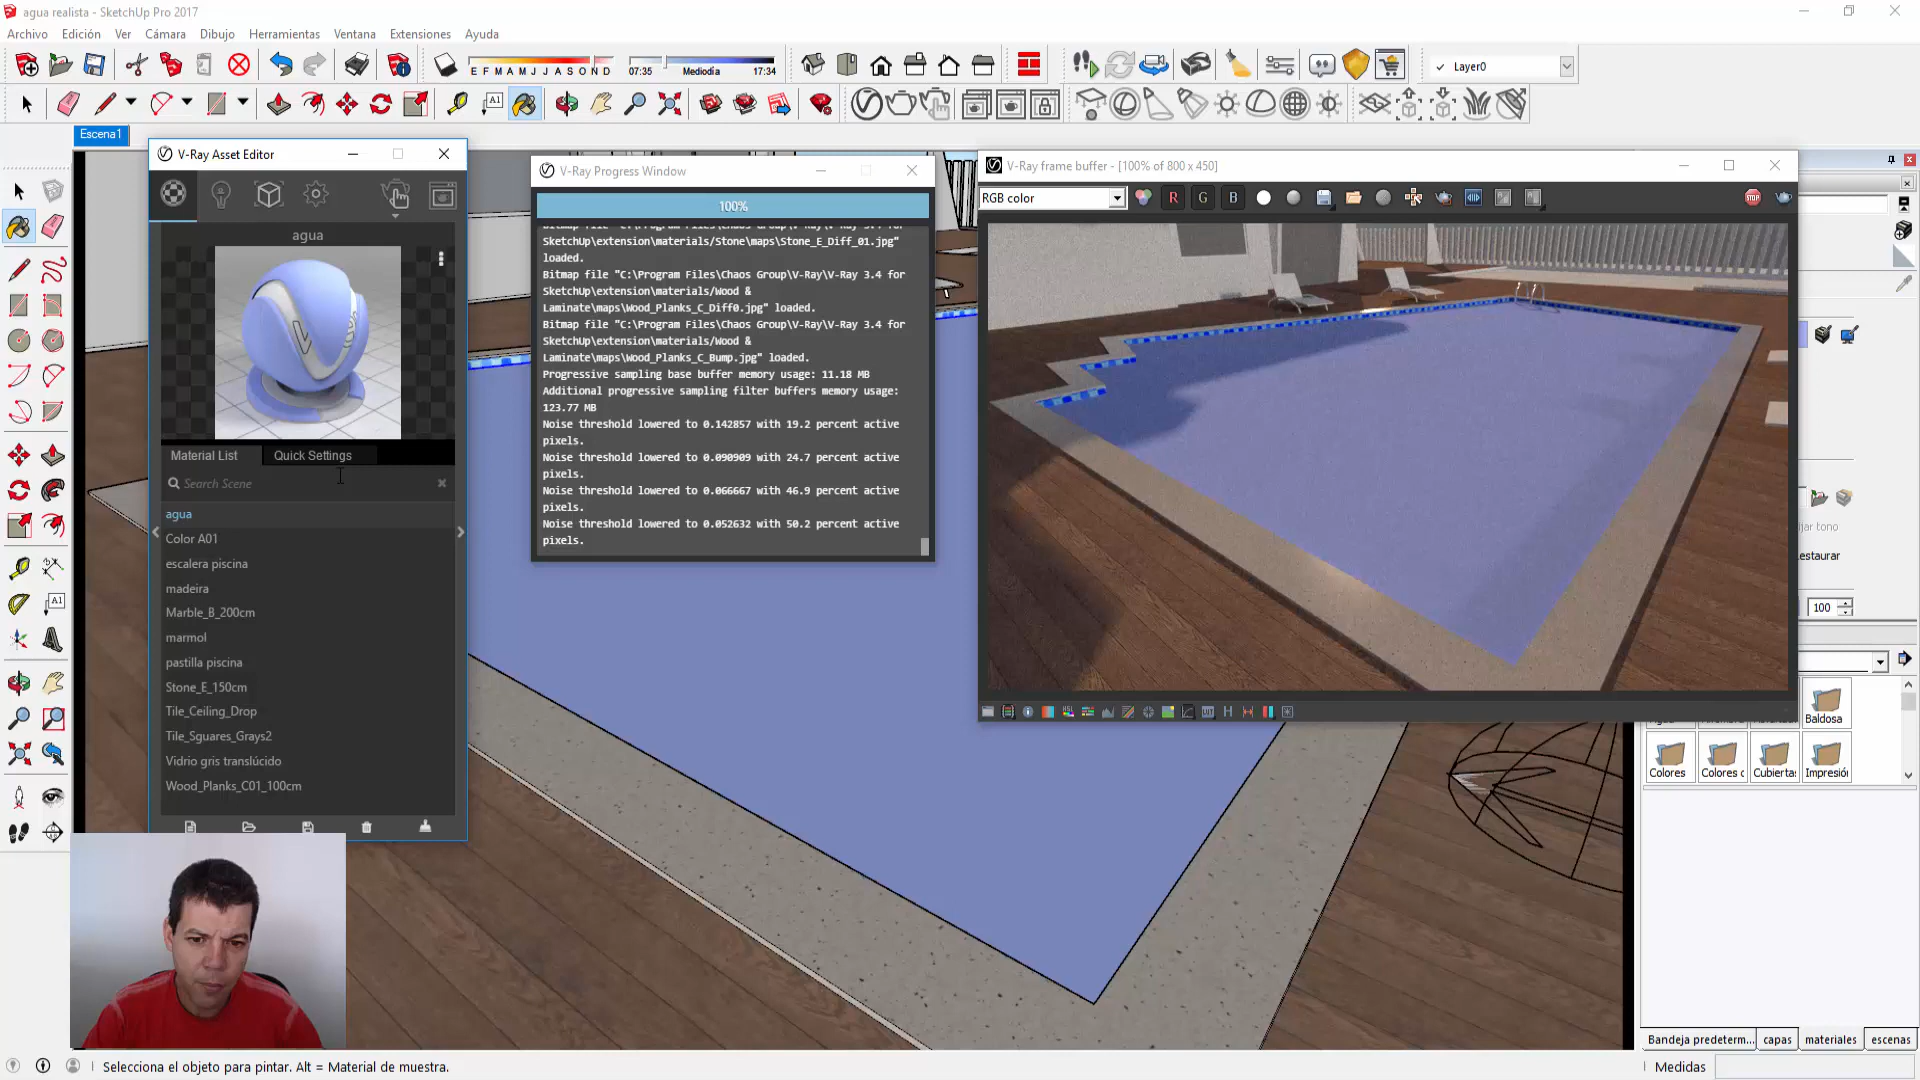 agua realista - SketchUp Pro 2017
Archivo Edición Ver Cámara Dibujo Herramientas Ventana Extensiones Ayuda
E F M A M J J A S O N D
07:35 Mediodía 17:34
Layer0
A1
Escena1
V-Ray Asset Editor
agua
Material List Quick Settings
Search Scene
agua
Color A01
escalera piscina
madeira
Marble_B_200cm
marmol
pastilla piscina
Stone_E_150cm
Tile_Ceiling_Drop
Tile_Sguares_Grays2
Vidrio gris translúcido
Wood_Planks_C01_100cm
V-Ray Progress Window
100%
SketchUp\extension\materials/Stone\maps\Stone_E_Diff_01.jpg"
loaded.
Bitmap file "C:\Program Files\Chaos Group\V-Ray\V-Ray 3.4 for
SketchUp\extension\materials/Wood &
Laminate\maps\Wood_Planks_C_Diff0.jpg" loaded.
Bitmap file "C:\Program Files\Chaos Group\V-Ray\V-Ray 3.4 for
SketchUp\extension\materials/Wood &
Laminate\maps\Wood_Planks_C_Bump.jpg" loaded.
Progressive sampling base buffer memory usage: 11.18 MB
Additional progressive sampling filter buffers memory usage:
123.77 MB
Noise threshold lowered to 0.142857 with 19.2 percent active
pixels.
Noise threshold lowered to 0.090909 with 24.7 percent active
pixels.
Noise threshold lowered to 0.066667 with 46.9 percent active
pixels.
Noise threshold lowered to 0.052632 with 50.2 percent active
pixels.
V-Ray frame buffer - [100% of 800 x 450]
RGB color R G B STOP
HSL LUT H
jar tono
estaurar
100
Baldosa
Colores Colores c Cubierta: Impresiór
Bandeja predeterm... capas materiales escenas
A1
Selecciona el objeto para pintar. Alt = Material de muestra.
Medidas